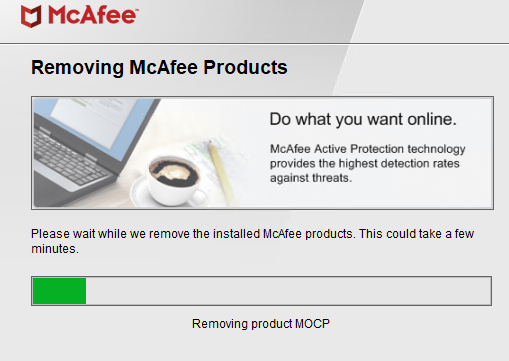 McAfee™
Removing McAfee Products
Do what you want online.
McAfee Active Protection technology
provides the highest detection rates
against threats.
Please wait while we remove the installed McAfee products. This could take a few
minutes.
Removing product MOCP